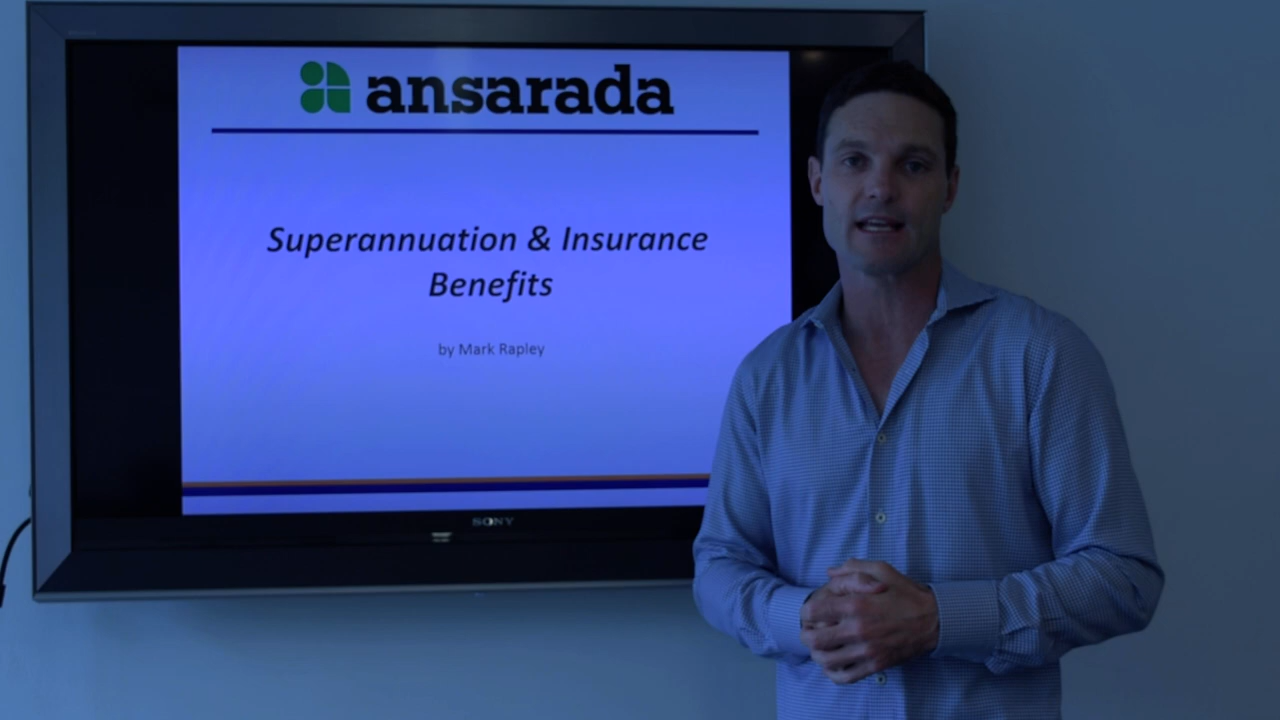 ansarada
Superannuation & Insurance
Benefits
by Mark Rapley
SONY